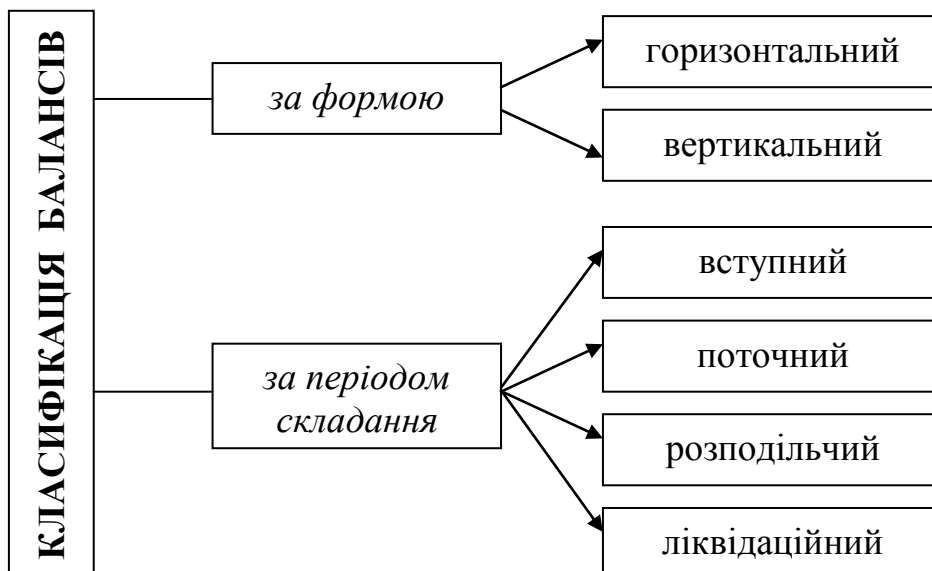 КЛАСИФІКАЦІЯ БАЛАНСІВ
за формою
горизонтальний
вертикальний
за періодом
складання
вступний
поточний
розподільчий
ліквідаційний